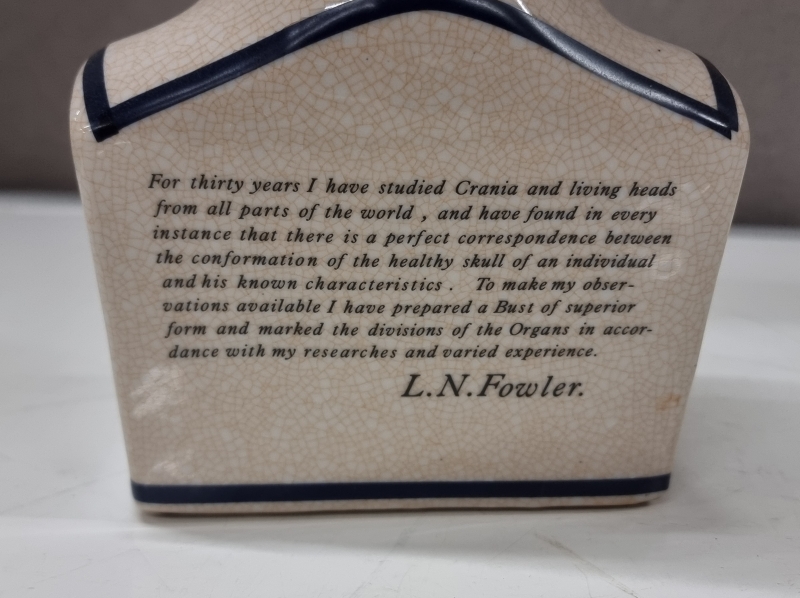 For thirty years I have studied Crania and living heads
from all parts of the world , and have found in every
instance that there is a perfect correspondence between
the conformation of the healthy skull of an individual
and his known characteristics . To make my obser-
vations available I have prepared a Bust of superior
form and marked the divisions of the Organs in accor-
dance with my researches and varied experience.
L.N.Fowler.